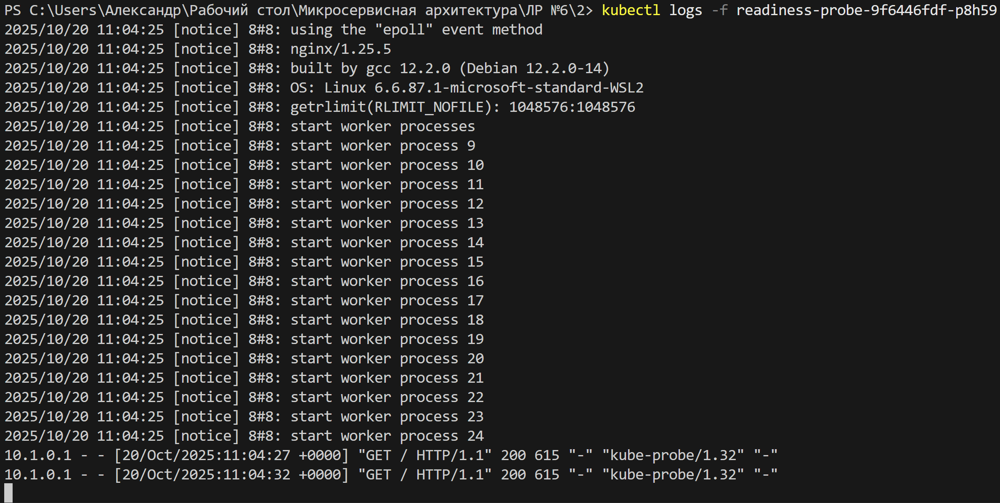 PS C:\Users\Александр\Рабочий стол\Микросервисная архитектура\ЛР №6\2> kubectl logs -f readiness-probe-9f6446fdf-p8h59
2025/10/20 11:04:25 [notice] 8#8: using the "epoll" event method
2025/10/20 11:04:25 [notice] 8#8: nginx/1.25.5
2025/10/20 11:04:25 [notice] 8#8: built by gcc 12.2.0 (Debian 12.2.0-14)
2025/10/20 11:04:25 [notice] 8#8: OS: Linux 6.6.87.1-microsoft-standard-WSL2
2025/10/20 11:04:25 [notice] 8#8: getrlimit(RLIMIT_NOFILE): 1048576:1048576
2025/10/20 11:04:25 [notice] 8#8: start worker processes
2025/10/20 11:04:25 [notice] 8#8: start worker process 9
2025/10/20 11:04:25 [notice] 8#8: start worker process 10
2025/10/20 11:04:25 [notice] 8#8: start worker process 11
2025/10/20 11:04:25 [notice] 8#8: start worker process 12
2025/10/20 11:04:25 [notice] 8#8: start worker process 13
2025/10/20 11:04:25 [notice] 8#8: start worker process 14
2025/10/20 11:04:25 [notice] 8#8: start worker process 15
2025/10/20 11:04:25 [notice] 8#8: start worker process 16
2025/10/20 11:04:25 [notice] 8#8: start worker process 17
2025/10/20 11:04:25 [notice] 8#8: start worker process 18
2025/10/20 11:04:25 [notice] 8#8: start worker process 19
2025/10/20 11:04:25 [notice] 8#8: start worker process 20
2025/10/20 11:04:25 [notice] 8#8: start worker process 21
2025/10/20 11:04:25 [notice] 8#8: start worker process 22
2025/10/20 11:04:25 [notice] 8#8: start worker process 23
2025/10/20 11:04:25 [notice] 8#8: start worker process 24
10.1.0.1 - - [20/Oct/2025:11:04:27 +0000] "GET / HTTP/1.1" 200 615 "-" "kube-probe/1.32" "-"
10.1.0.1 - - [20/Oct/2025:11:04:32 +0000] "GET / HTTP/1.1" 200 615 "-" "kube-probe/1.32" "-"